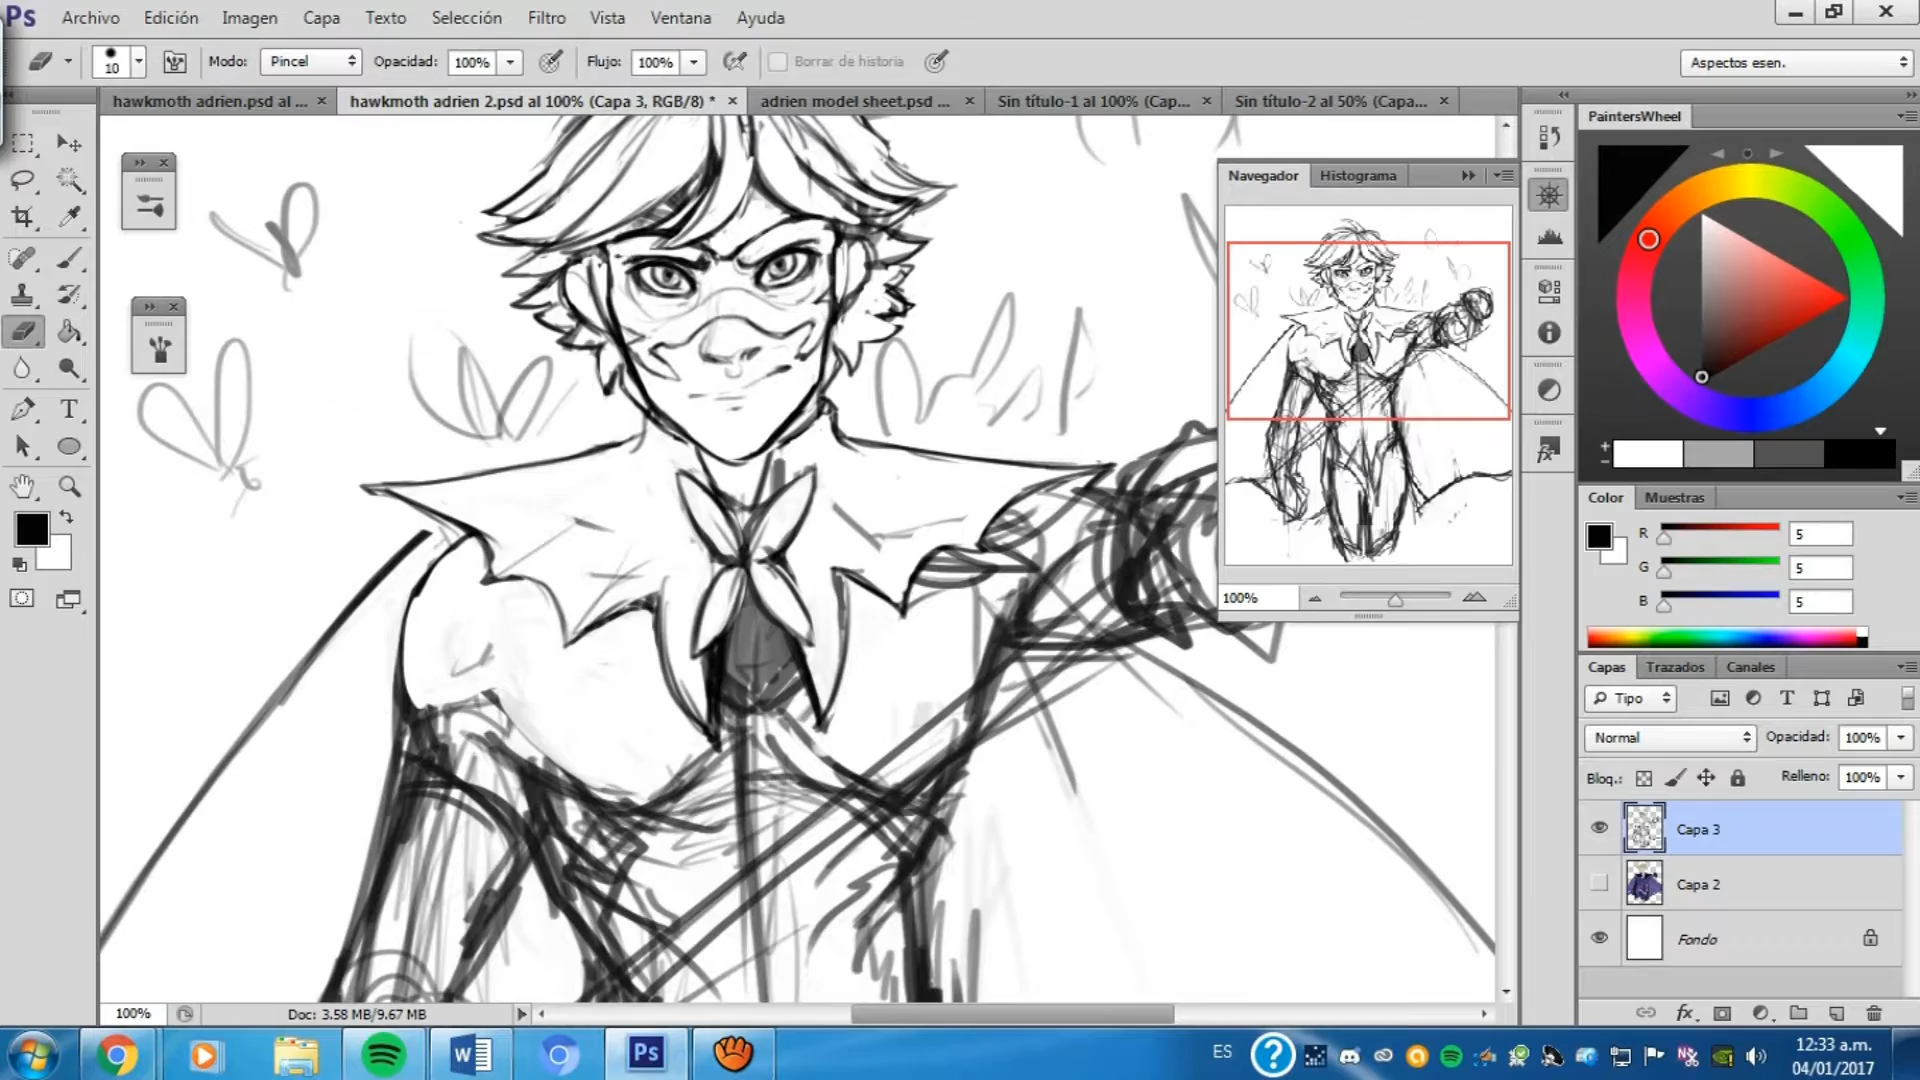 Ps Archivo Edición Imagen Capa Texto Selección Filtro Vista Ventana Ayuda
10 Modo: Pincel Opacidad: 100% Flujo: 100% Borrar de historia Aspectos esen.
hawkmoth adrien.psd al ... × hawkmoth adrien 2.psd al 100% (Capa 3, RGB/8) * × adrien model sheet.psd ... × Sin título-1 al 100% (Cap... × Sin título-2 al 50% (Capa... ×
PaintersWheel
Navegador Histograma
100%
Color Muestras
R 5
G 5
B 5
Capas Trazados Canales
Tipo
Normal Opacidad: 100%
Bloq.: Relleno: 100%
Capa 3
Capa 2
Fondo
100% Doc: 3.58 MB/9.67 MB
fx
W Ps ES ? 12:33 a.m.
04/01/2017